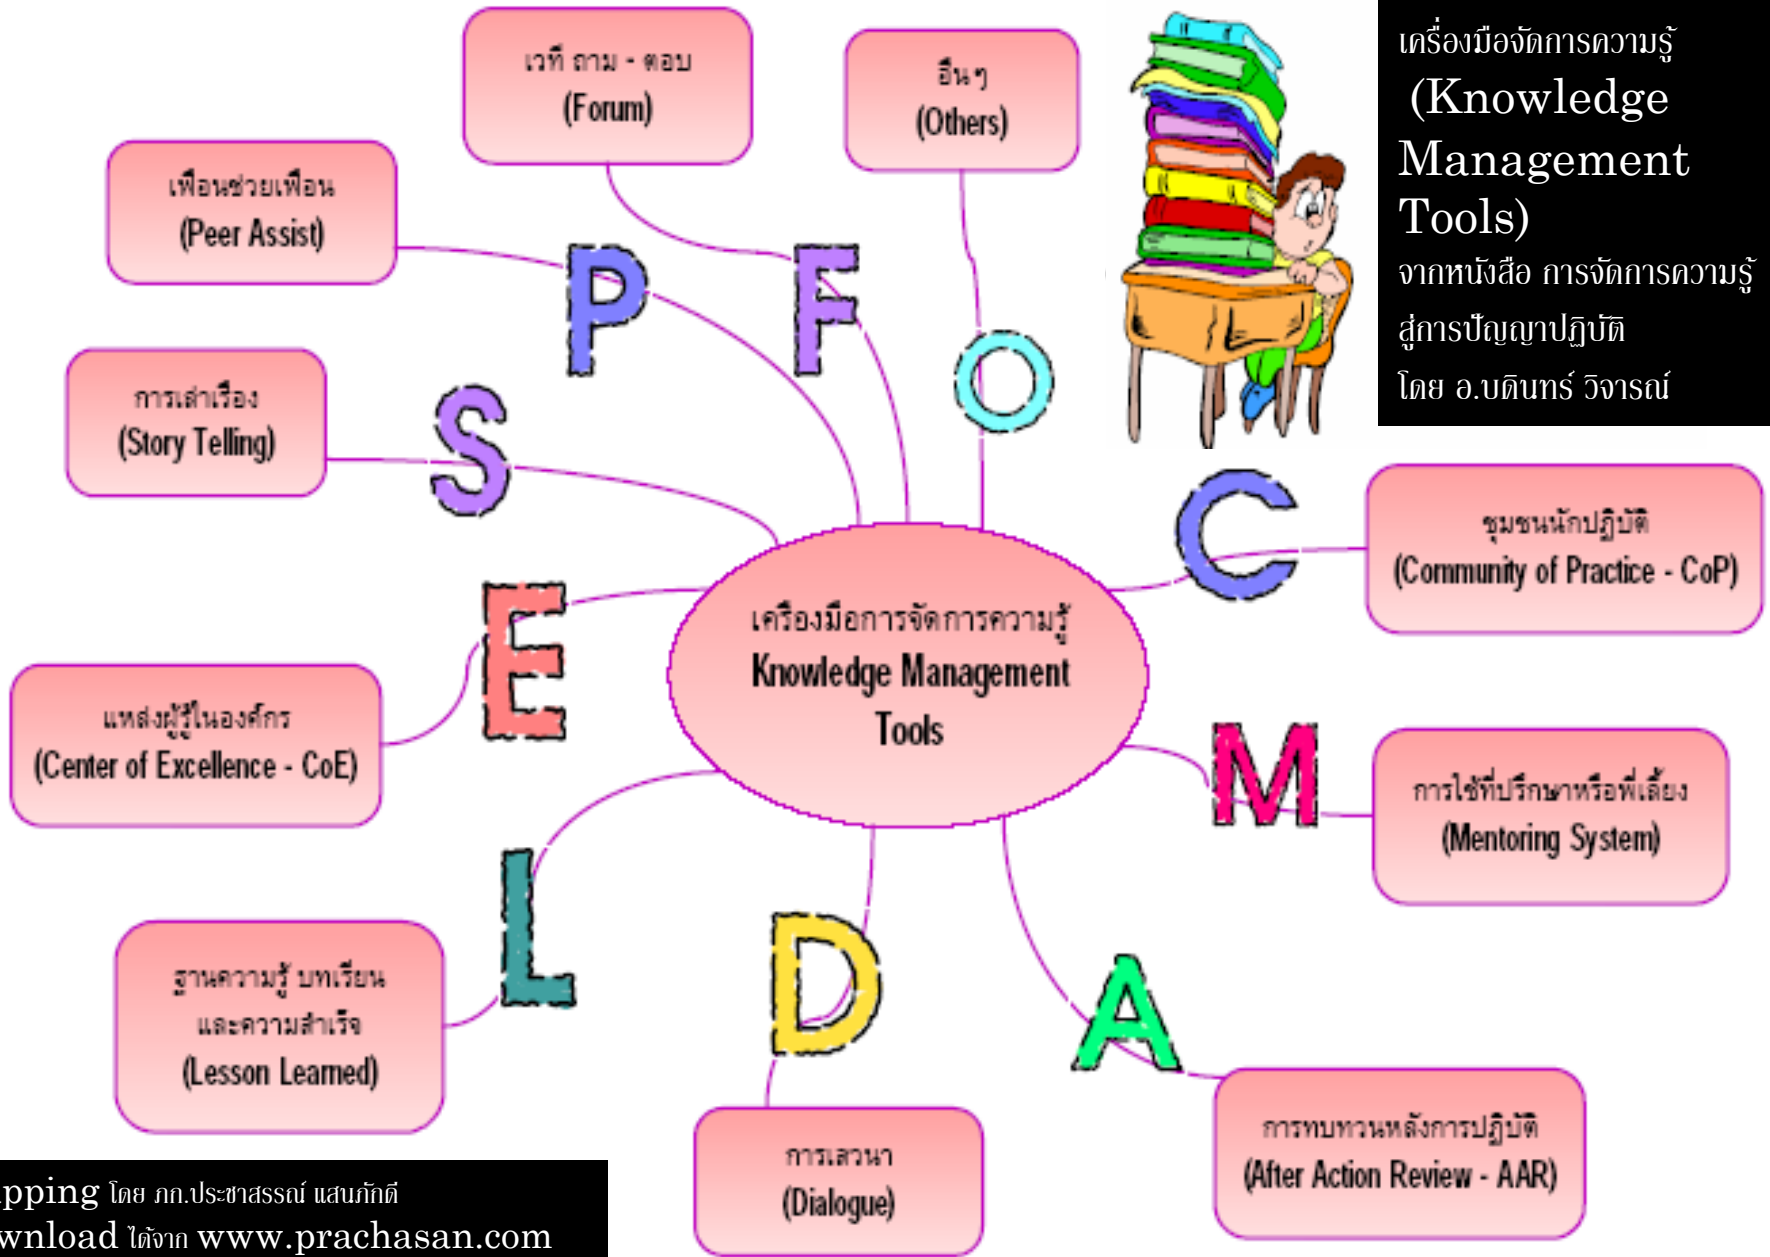 เวที ถาม - ตอบ
(Forum)
อื่นๆ
(Others)
เครื่องมือจัดการความรู้
(Knowledge
Management
Tools)
จากหนังสือ การจัดการความรู้
สู่การปัญญาปฏิบัติ
โดย อ.บดินทร์ วิจารณ์
เพื่อนช่วยเพื่อน
(Peer Assist)
P
F
O
การเล่าเรื่อง
(Story Telling)
S
C
ชุมชนนักปฏิบัติ
(Community of Practice - CoP)
E
เครื่องมือการจัดการความรู้
Knowledge Management
Tools
แหล่งผู้รู้ในองค์กร
(Center of Excellence - CoE)
M
การใช้ที่ปรึกษาหรือพี่เลี้ยง
(Mentoring System)
L
D
A
ฐานความรู้ บทเรียน
และความสำเร็จ
(Lesson Learned)
การเสวนา
(Dialogue)
การทบทวนหลังการปฏิบัติ
(After Action Review - AAR)
pping โดย ภก.ประชาสรรณ์ แสนภักดี
wnload ได้จาก www.prachasan.com